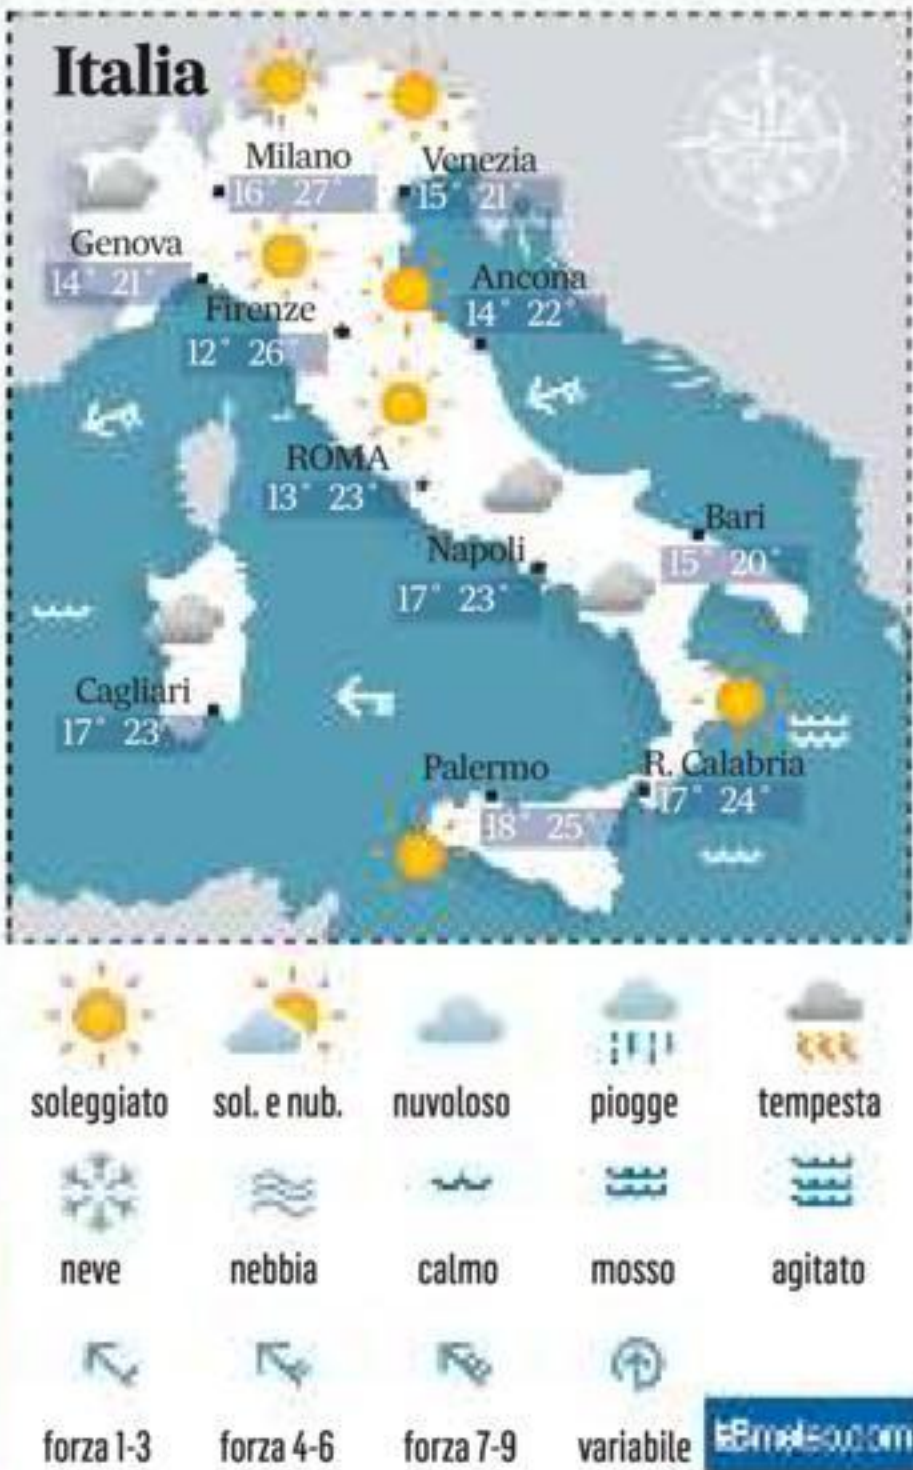 Italia
Milano
16° 27°
Venezia
15° 21°
Genova
14° 21°
Firenze
12° 26°
Ancona
14° 22°
ROMA
13° 23°
Napoli
17° 23°
Bari
15° 20°
Cagliari
17° 23°
Palermo
18° 25°
R. Calabria
17° 24°
soleggiato sol. e nub. nuvoloso piogge tempesta
neve nebbia calmo mosso agitato
forza 1-3 forza 4-6 forza 7-9 variabile